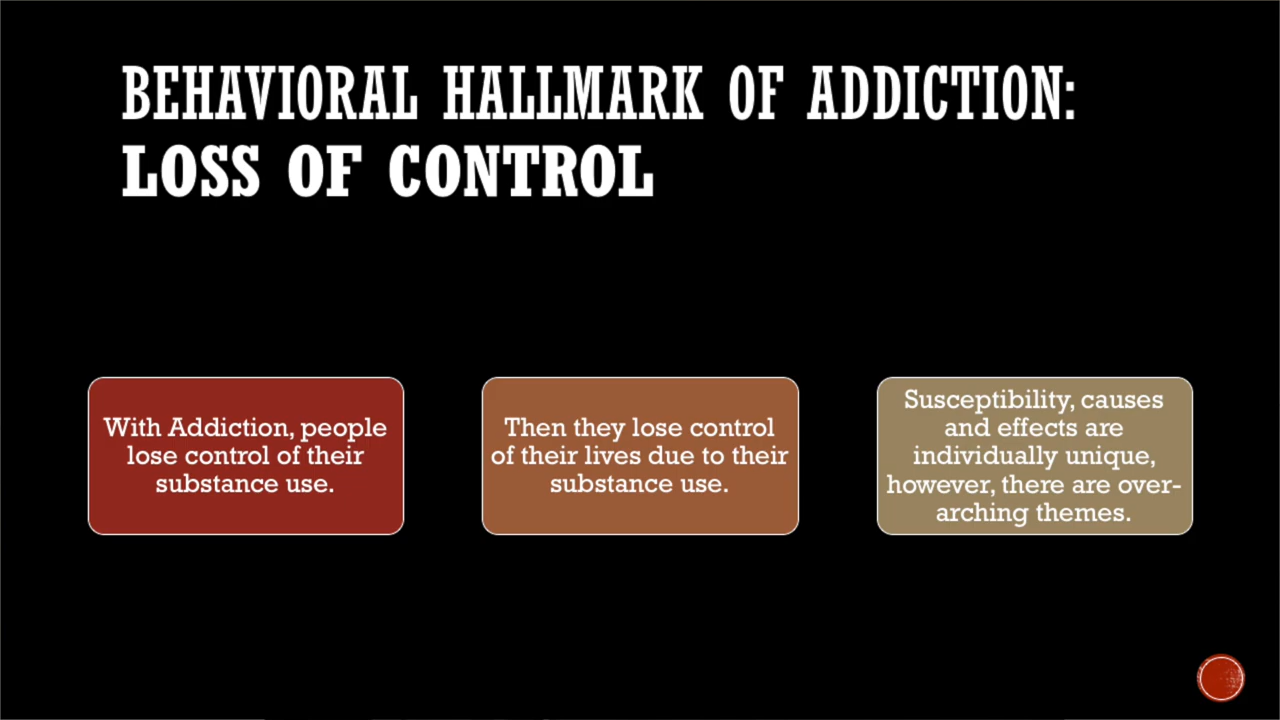 BEHAVIORAL HALLMARK OF ADDICTION:
LOSS OF CONTROL
With Addiction, people
lose control of their
substance use.
Then they lose control
of their lives due to their
substance use.
Susceptibility, causes
and effects are
individually unique,
however, there are over-
arching themes.